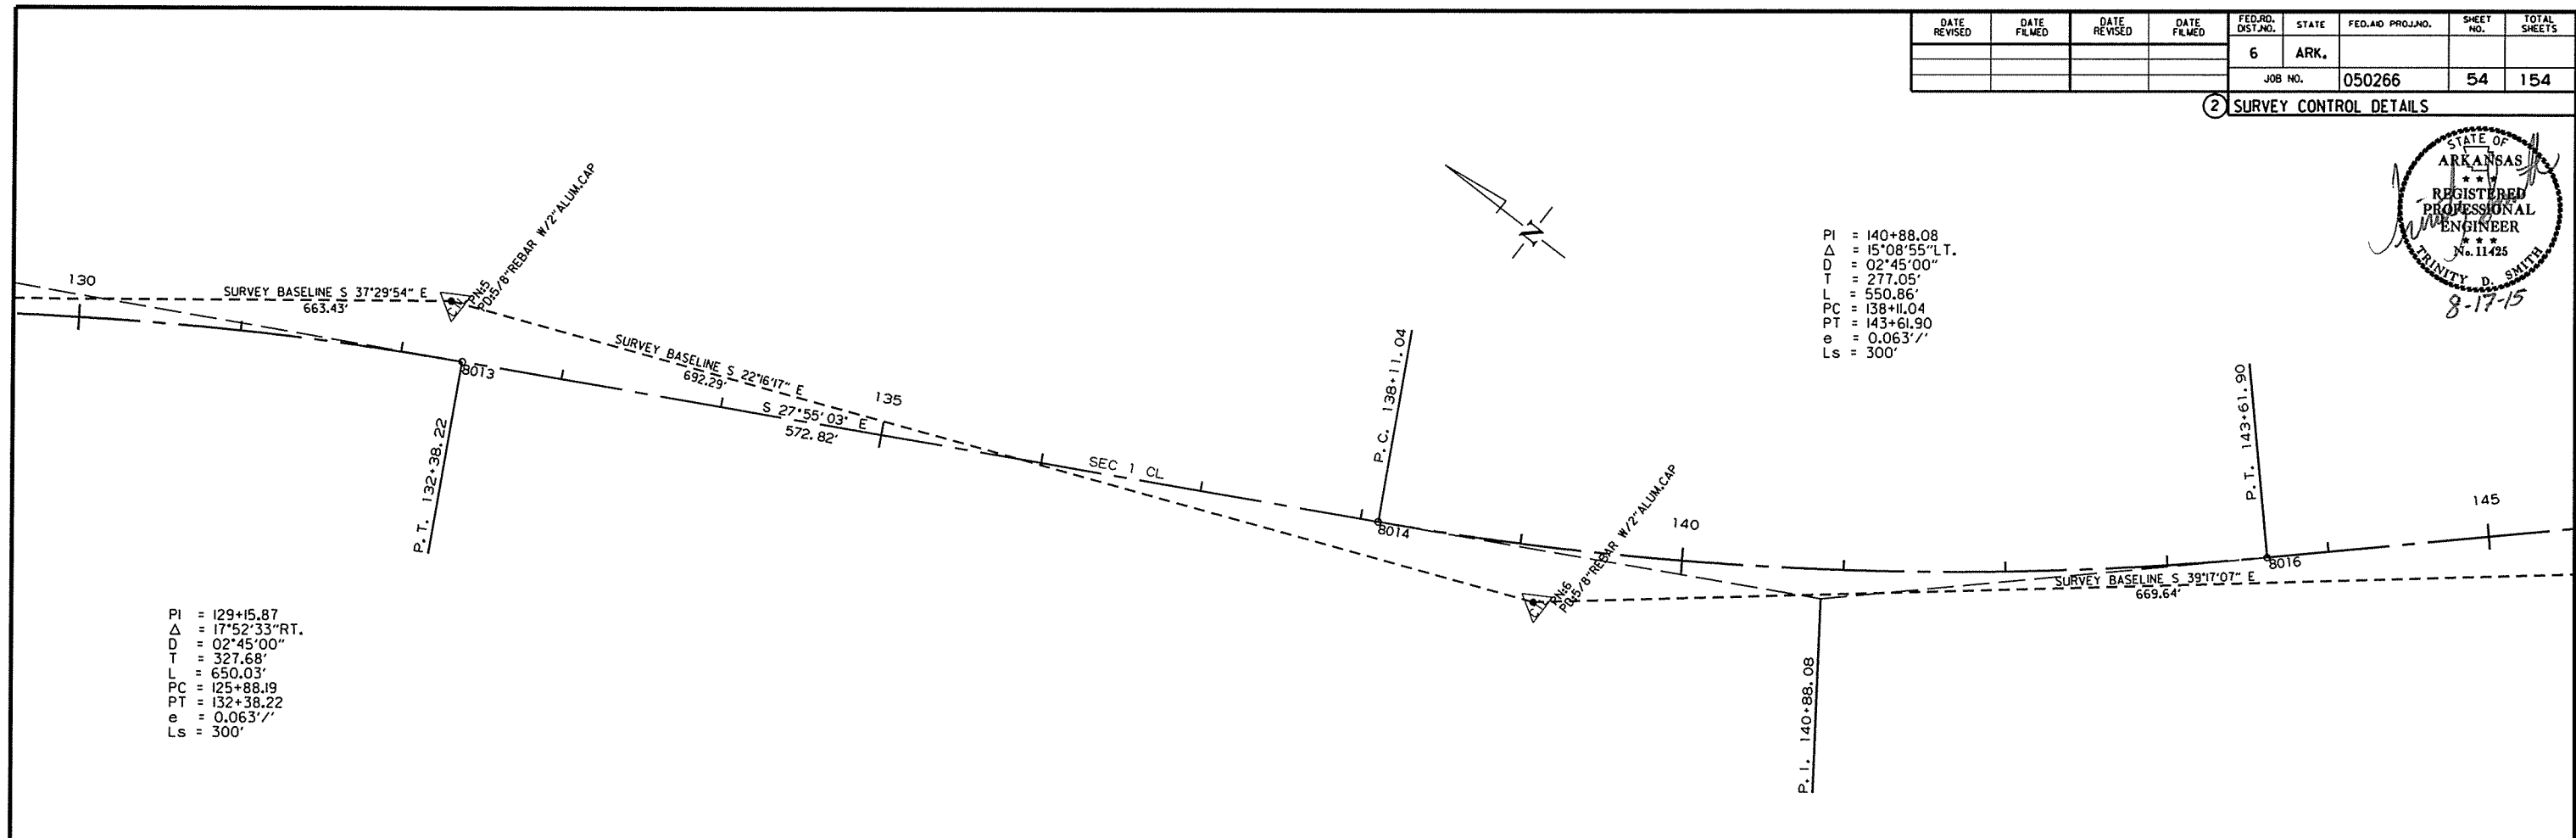 DATE REVISED
DATE FILMED
DATE REVISED
DATE FILMED
FED.RD. DIST.NO.
STATE
FED.AID PROJ.NO.
SHEET NO.
TOTAL SHEETS
6
ARK.
JOB NO.
050266
54
154
2
SURVEY CONTROL DETAILS
STATE OF
ARKANSAS
★ ★ ★
REGISTERED
PROFESSIONAL
ENGINEER
★ ★ ★
No. 11425
TRINITY D. SMITH
8-17-15
N
130
SURVEY BASELINE S 37°29'54" E
663.43'
CN
PN:5
PD:5/8"REBAR W/2"ALUM.CAP
8013
P.T. 132+38.22
SURVEY BASELINE S 22°16'17" E
692.29'
S 27°55'03" E
572.82'
135
SEC 1 CL
P.C. 138+11.04
8014
CN
PN:6
PD:5/8"REBAR W/2"ALUM.CAP
140
P.I. 140+88.08
SURVEY BASELINE S 39°17'07" E
669.64'
P.T. 143+61.90
8016
145
PI = 140+88.08
Δ = 15°08'55"LT.
D = 02°45'00"
T = 277.05'
L = 550.86'
PC = 138+11.04
PT = 143+61.90
e = 0.063'/'
Ls = 300'
PI = 129+15.87
Δ = 17°52'33"RT.
D = 02°45'00"
T = 327.68'
L = 650.03'
PC = 125+88.19
PT = 132+38.22
e = 0.063'/'
Ls = 300'